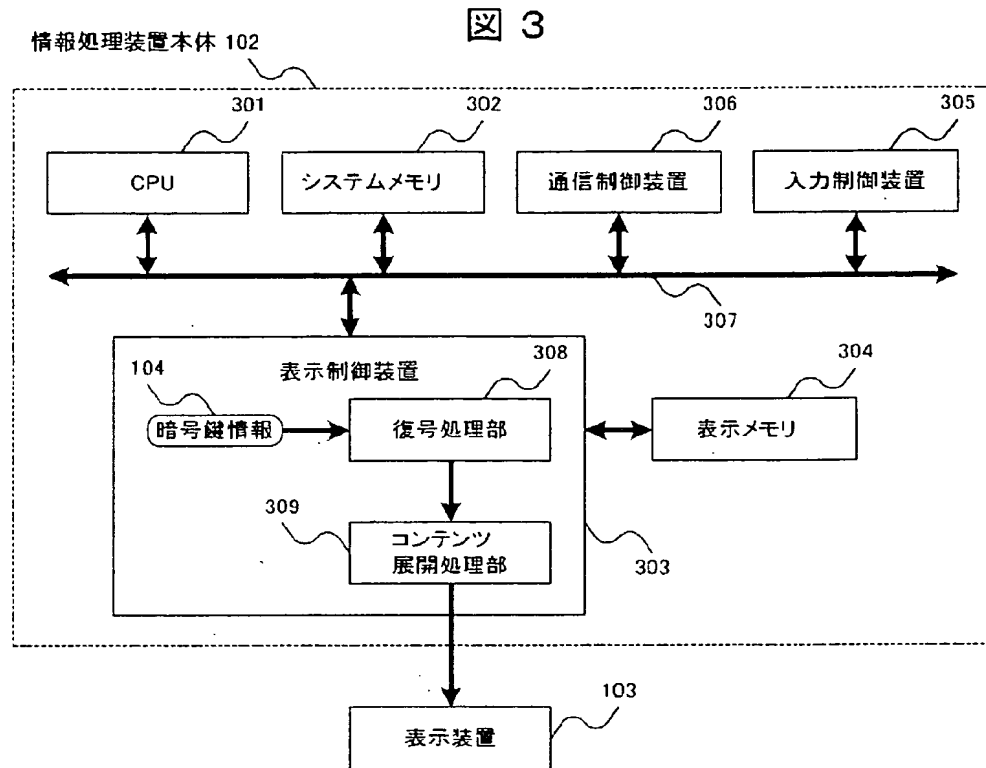 図 3
情報処理装置本体 102
301
302
306
305
CPU
システムメモリ
通信制御装置
入力制御装置
307
表示制御装置
104
308
304
暗号鍵情報
復号処理部
表示メモリ
309
コンテンツ
展開処理部
303
103
表示装置